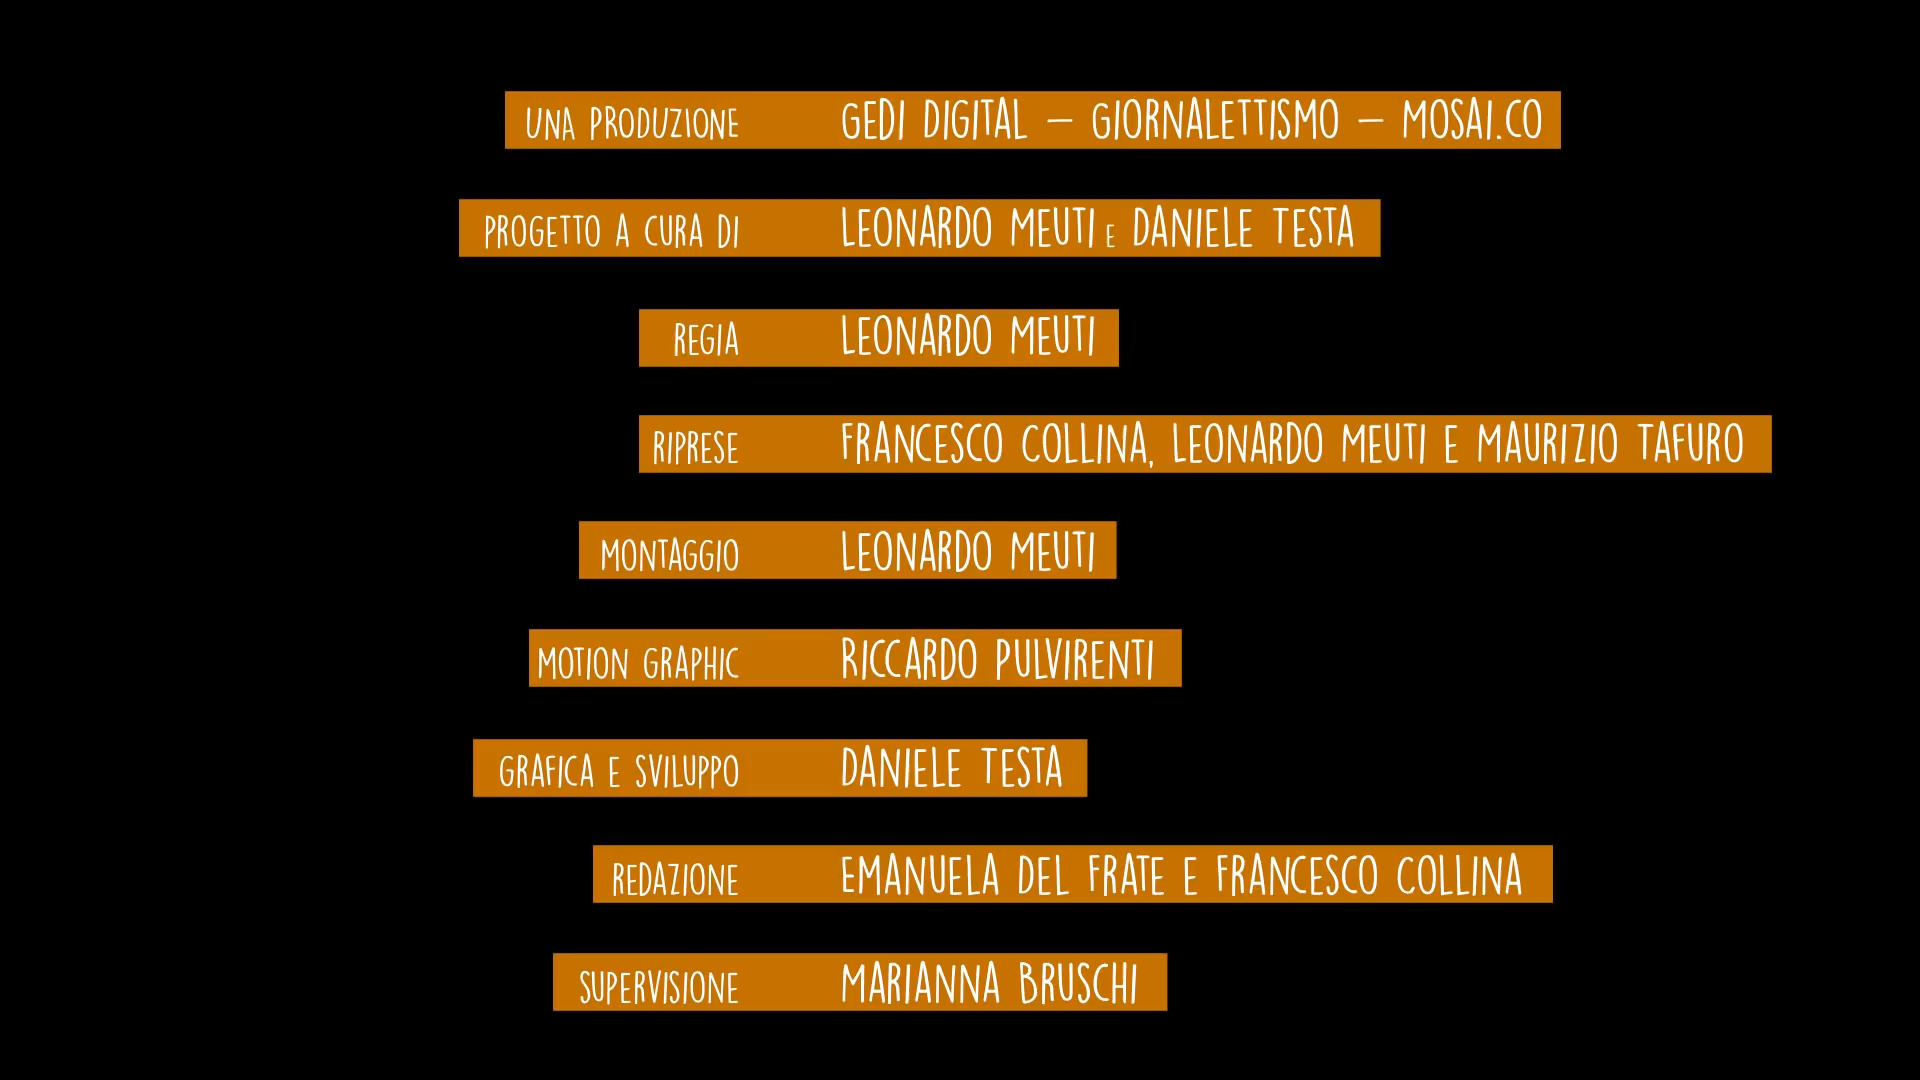 UNA PRODUZIONE GEDI DIGITAL – GIORNALETTISMO – MOSAI.CO
PROGETTO A CURA DI LEONARDO MEUTI E DANIELE TESTA
REGIA LEONARDO MEUTI
RIPRESE FRANCESCO COLLINA, LEONARDO MEUTI E MAURIZIO TAFURO
MONTAGGIO LEONARDO MEUTI
MOTION GRAPHIC RICCARDO PULVIRENTI
GRAFICA E SVILUPPO DANIELE TESTA
REDAZIONE EMANUELA DEL FRATE E FRANCESCO COLLINA
SUPERVISIONE MARIANNA BRUSCHI